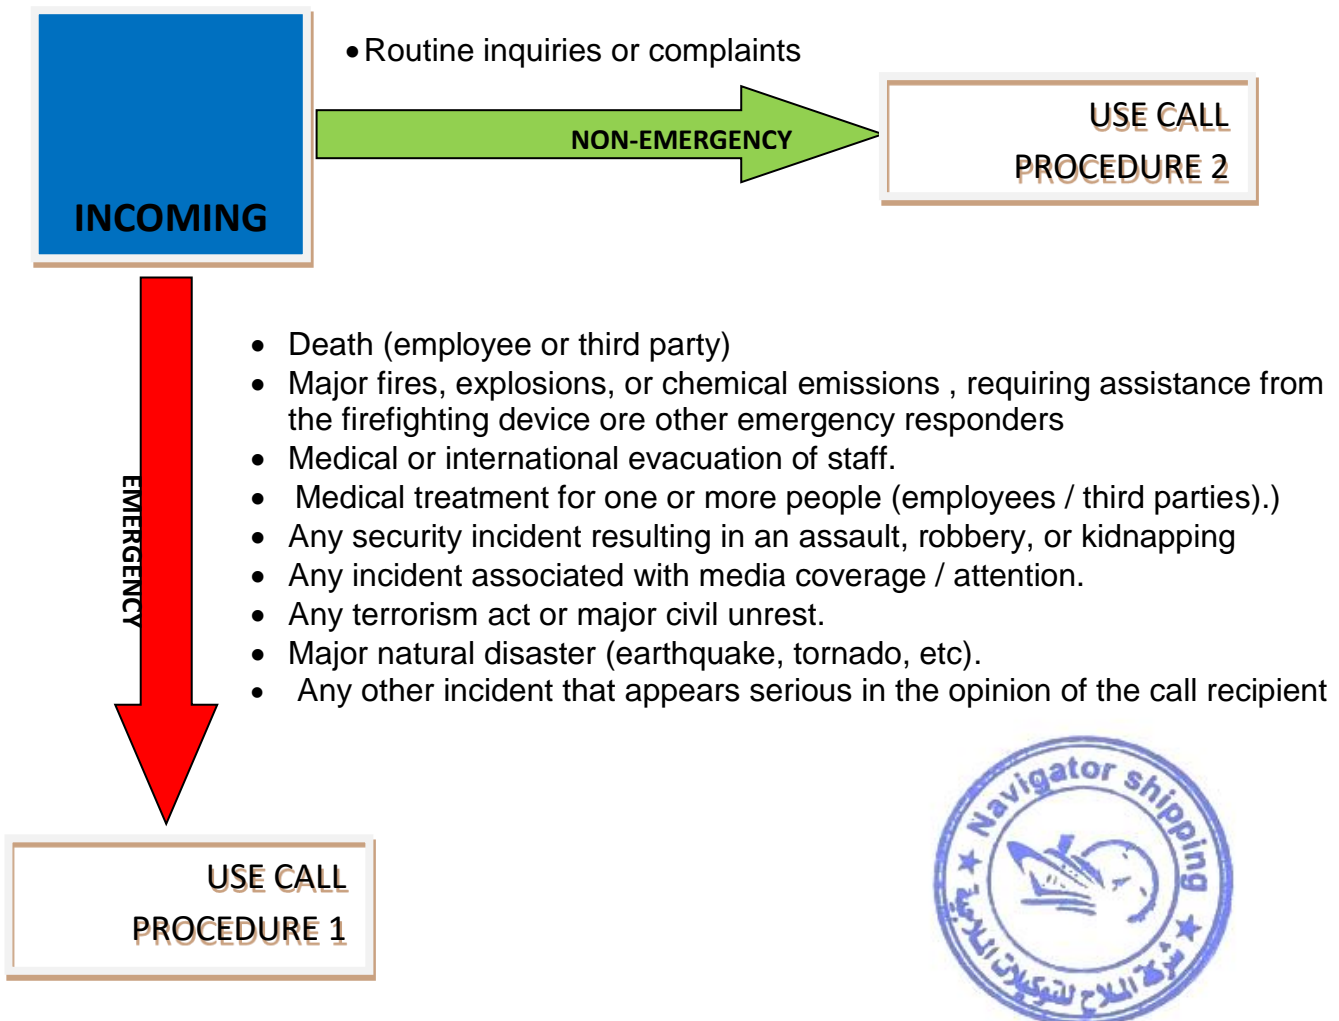 • Routine inquiries or complaints
NON-EMERGENCY
USE CALL
PROCEDURE 2
INCOMING
EMERGENCY
• Death (employee or third party)
• Major fires, explosions, or chemical emissions , requiring assistance from
the firefighting device ore other emergency responders
• Medical or international evacuation of staff.
• Medical treatment for one or more people (employees / third parties).)
• Any security incident resulting in an assault, robbery, or kidnapping
• Any incident associated with media coverage / attention.
• Any terrorism act or major civil unrest.
• Major natural disaster (earthquake, tornado, etc).
• Any other incident that appears serious in the opinion of the call recipient
USE CALL
PROCEDURE 1
Navigator shipping
شركة الملاح للتوكيلات الملاحية